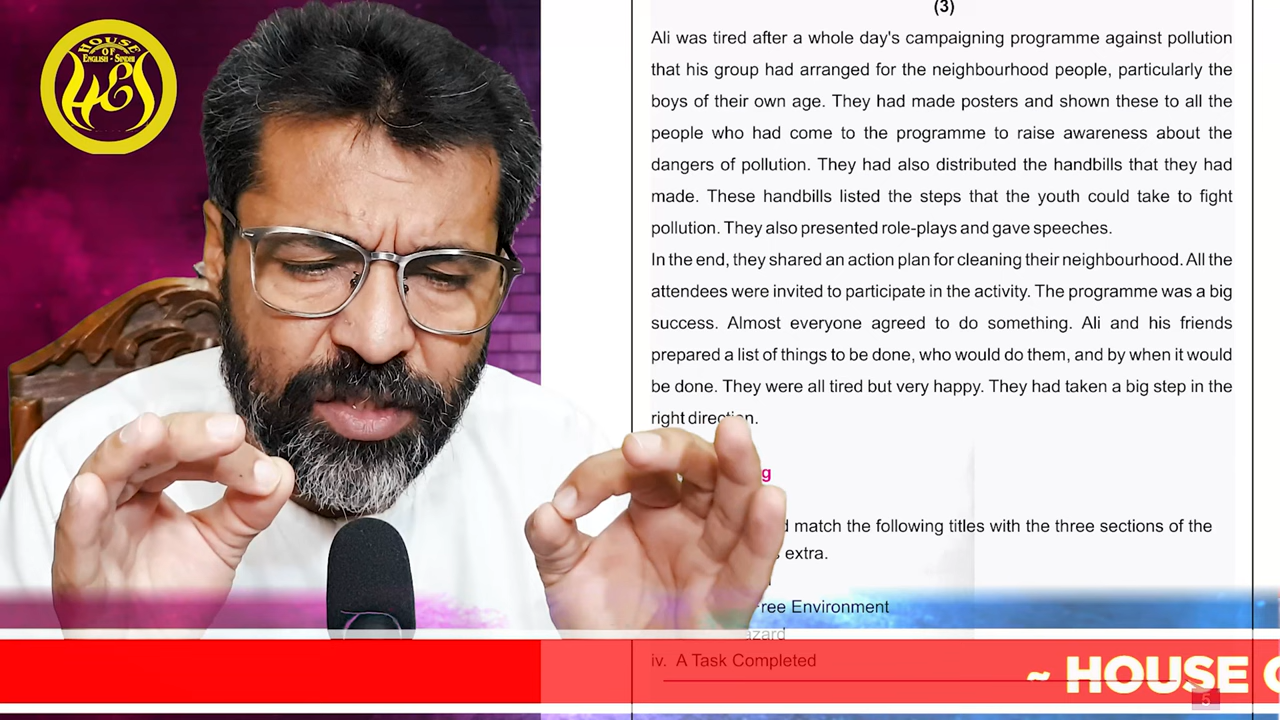 HOUSE
OF
ENGLISH - SINDHI
HES
(3)
Ali was tired after a whole day's campaigning programme against pollution
that his group had arranged for the neighbourhood people, particularly the
boys of their own age. They had made posters and shown these to all the
people who had come to the programme to raise awareness about the
dangers of pollution. They had also distributed the handbills that they had
made. These handbills listed the steps that the youth could take to fight
pollution. They also presented role-plays and gave speeches.
In the end, they shared an action plan for cleaning their neighbourhood. All the
attendees were invited to participate in the activity. The programme was a big
success. Almost everyone agreed to do something. Ali and his friends
prepared a list of things to be done, who would do them, and by when it would
be done. They were all tired but very happy. They had taken a big step in the
right direction.
match the following titles with the three sections of the
extra.
Environment
iv. A Task Completed
~ HOUSE
5